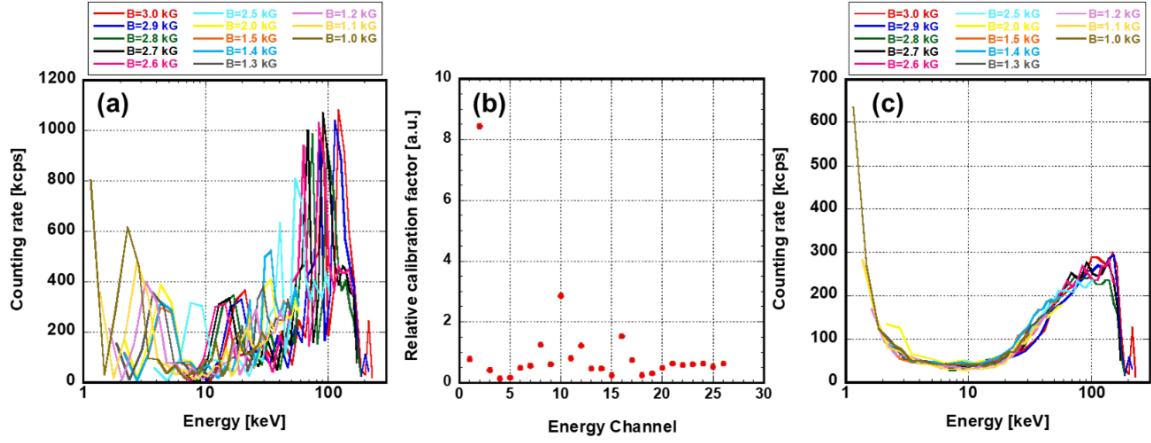 B=3.0 kG B=2.5 kG B=1.2 kG
B=2.9 kG B=2.0 kG B=1.1 kG
B=2.8 kG B=1.5 kG B=1.0 kG
B=2.7 kG B=1.4 kG
B=2.6 kG B=1.3 kG
(a)
Counting rate [kcps]
1200
1000
800
600
400
200
0
1 10 100
Energy [keV]
(b)
Relative calibration factor [a.u.]
10
8
6
4
2
0
0 5 10 15 20 25 30
Energy Channel
B=3.0 kG B=2.5 kG B=1.2 kG
B=2.9 kG B=2.0 kG B=1.1 kG
B=2.8 kG B=1.5 kG B=1.0 kG
B=2.7 kG B=1.4 kG
B=2.6 kG B=1.3 kG
(c)
Counting rate [kcps]
700
600
500
400
300
200
100
0
1 10 100
Energy [keV]